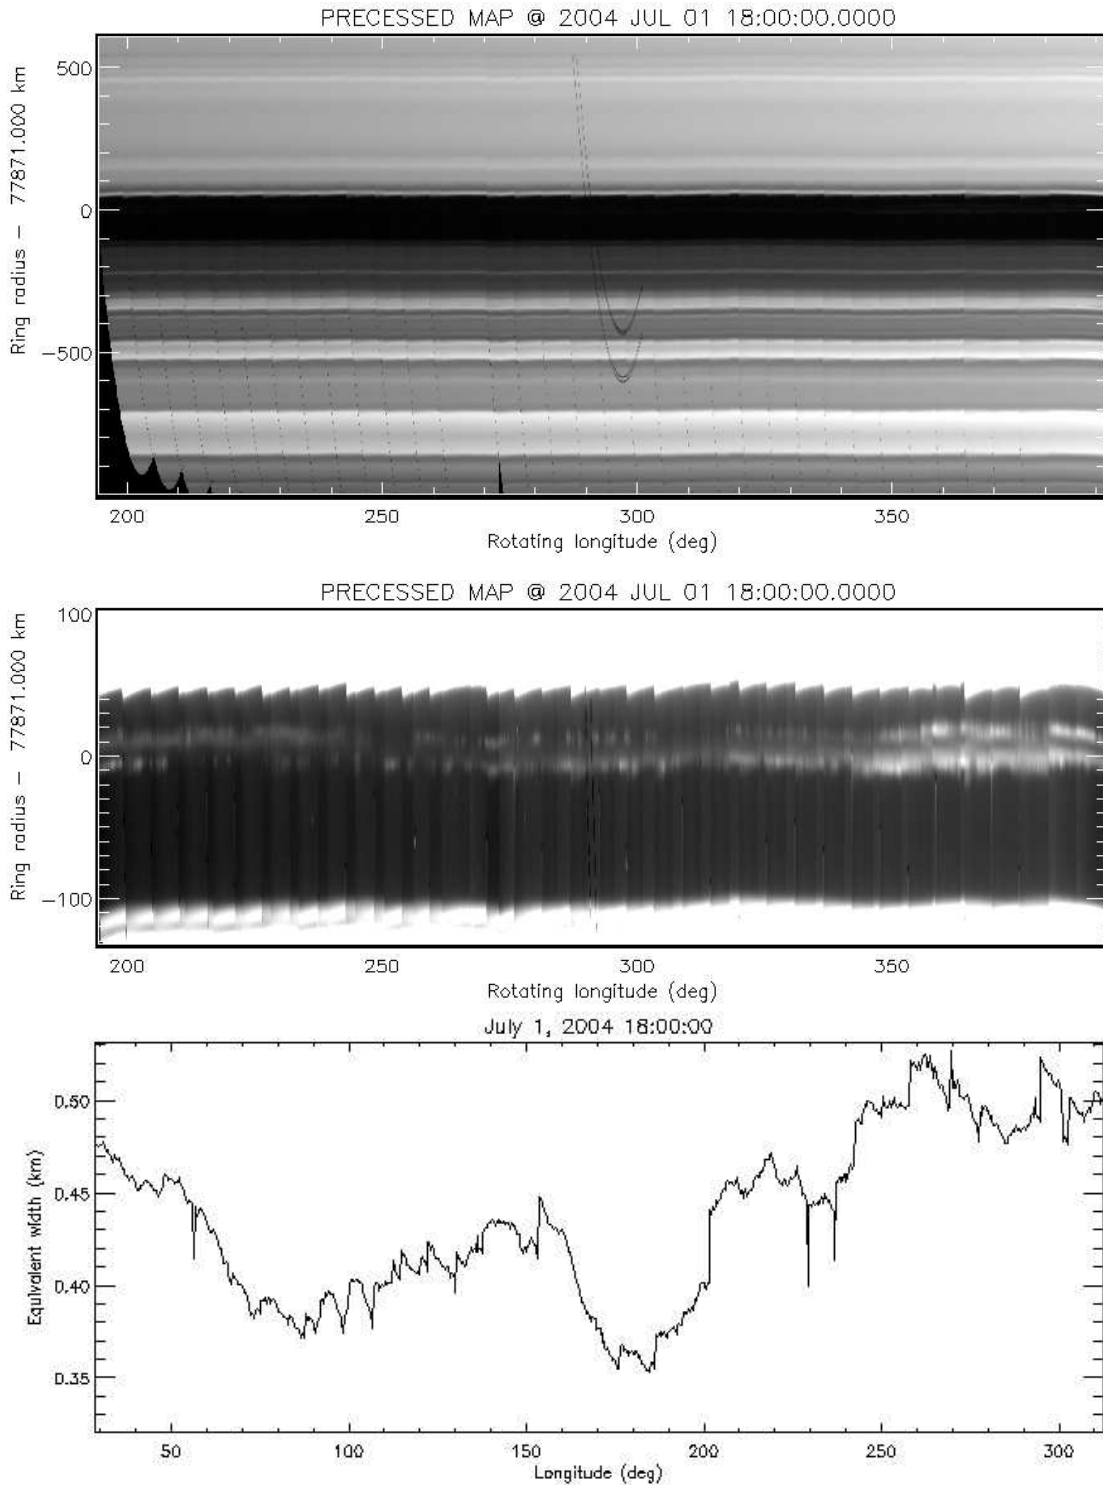 PRECESSED MAP @ 2004 JUL 01 18:00:00.0000
Ring radius − 77871.000 km
500
0
−500
200 250 300 350
Rotating longitude (deg)
PRECESSED MAP @ 2004 JUL 01 18:00:00.0000
Ring radius − 77871.000 km
100
0
−100
200 250 300 350
Rotating longitude (deg)
July 1, 2004 18:00:00
Equivalent width (km)
0.50
0.45
0.40
0.35
50 100 150 200 250 300
Longitude (deg)